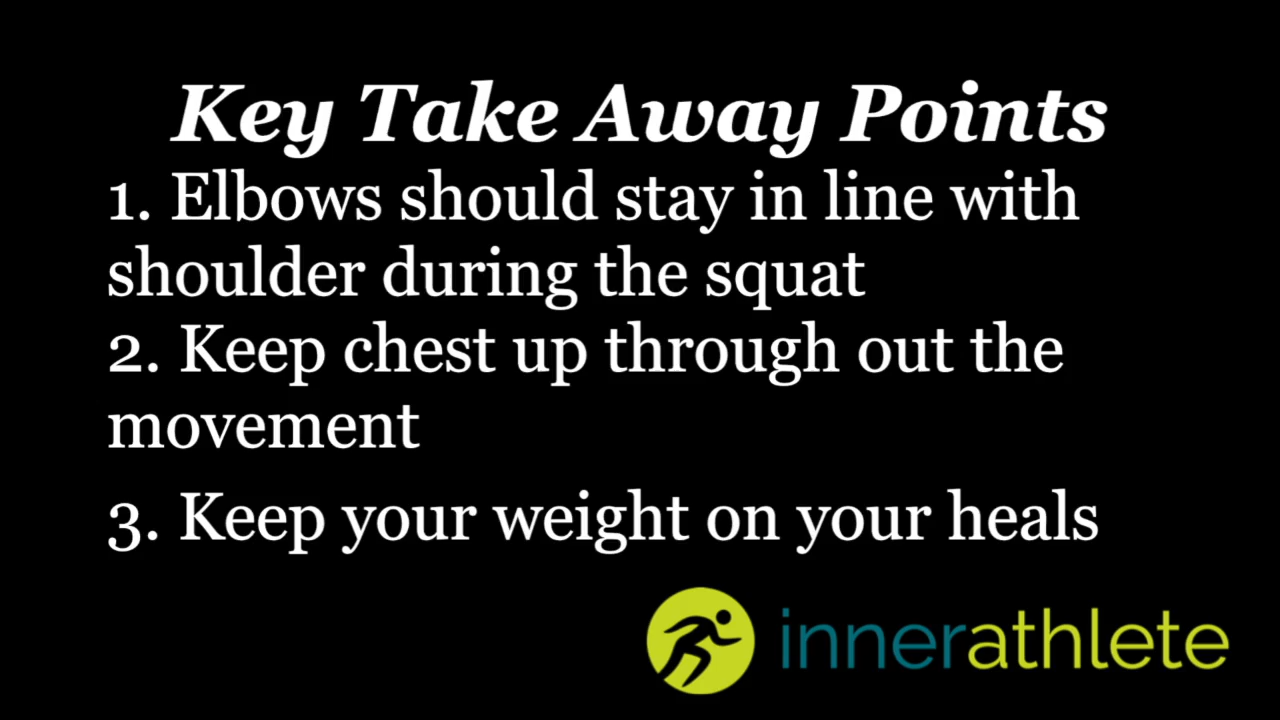 Key Take Away Points
1. Elbows should stay in line with
shoulder during the squat
2. Keep chest up through out the
movement
3. Keep your weight on your heals
innerathlete